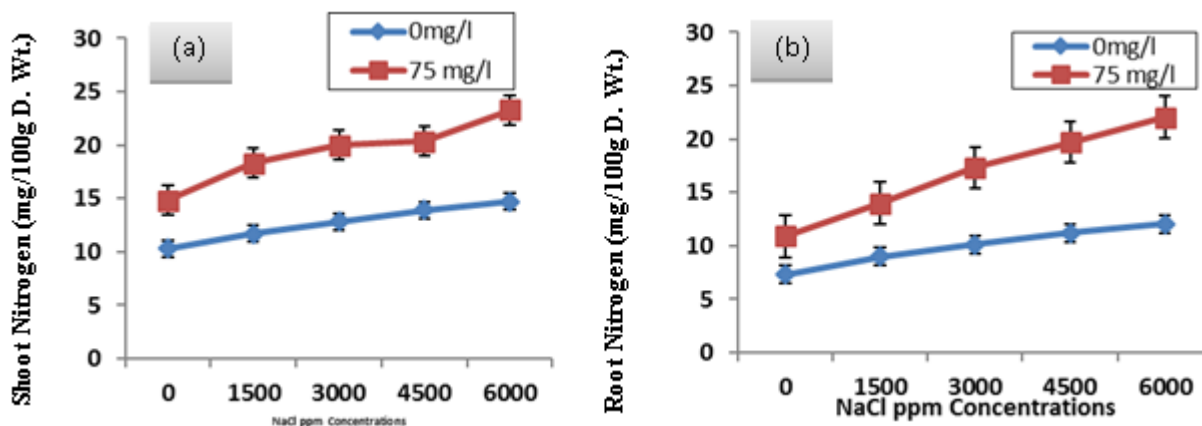 (a)
0mg/l
75 mg/l
Shoot Nitrogen (mg/100g D. Wt.)
30
25
20
15
10
5
0
0 1500 3000 4500 6000
NaCl ppm Concentrations
(b)
0mg/l
75 mg/l
Root Nitrogen (mg/100g D. Wt.)
30
25
20
15
10
5
0
0 1500 3000 4500 6000
NaCl ppm Concentrations